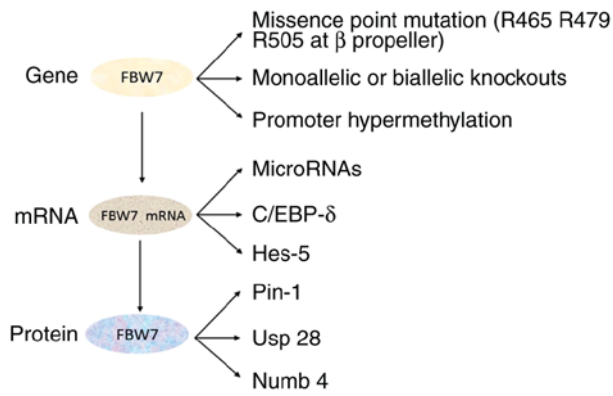 Missence point mutation (R465 R479
R505 at β propeller)
Gene
FBW7
Monoallelic or biallelic knockouts
Promoter hypermethylation
MicroRNAs
mRNA
FBW7 mRNA
C/EBP-δ
Hes-5
Pin-1
Protein
FBW7
Usp 28
Numb 4